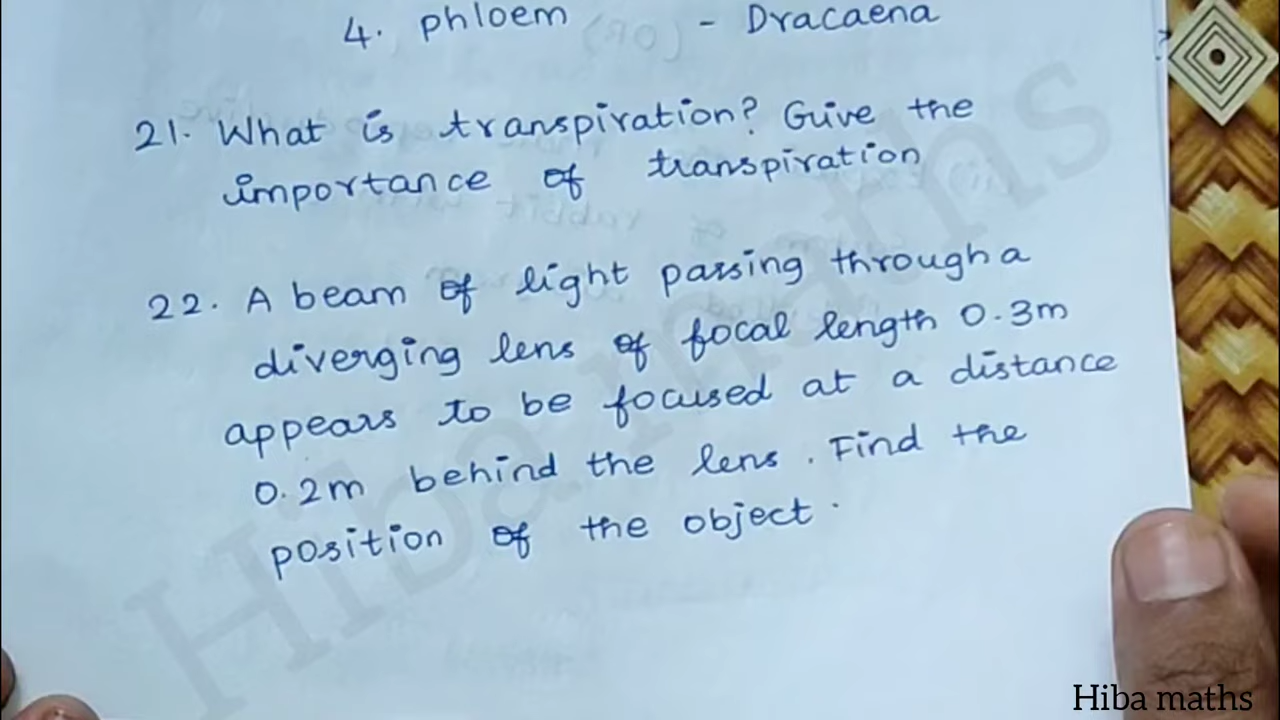 4. phloem - Dracaena
21. What is transpiration? Give the
importance of transpiration
22. A beam of light passing through a
diverging lens of focal length 0.3m
appears to be focused at a distance
0.2m behind the lens. Find the
position of the object.
Hiba maths
Hiba maths